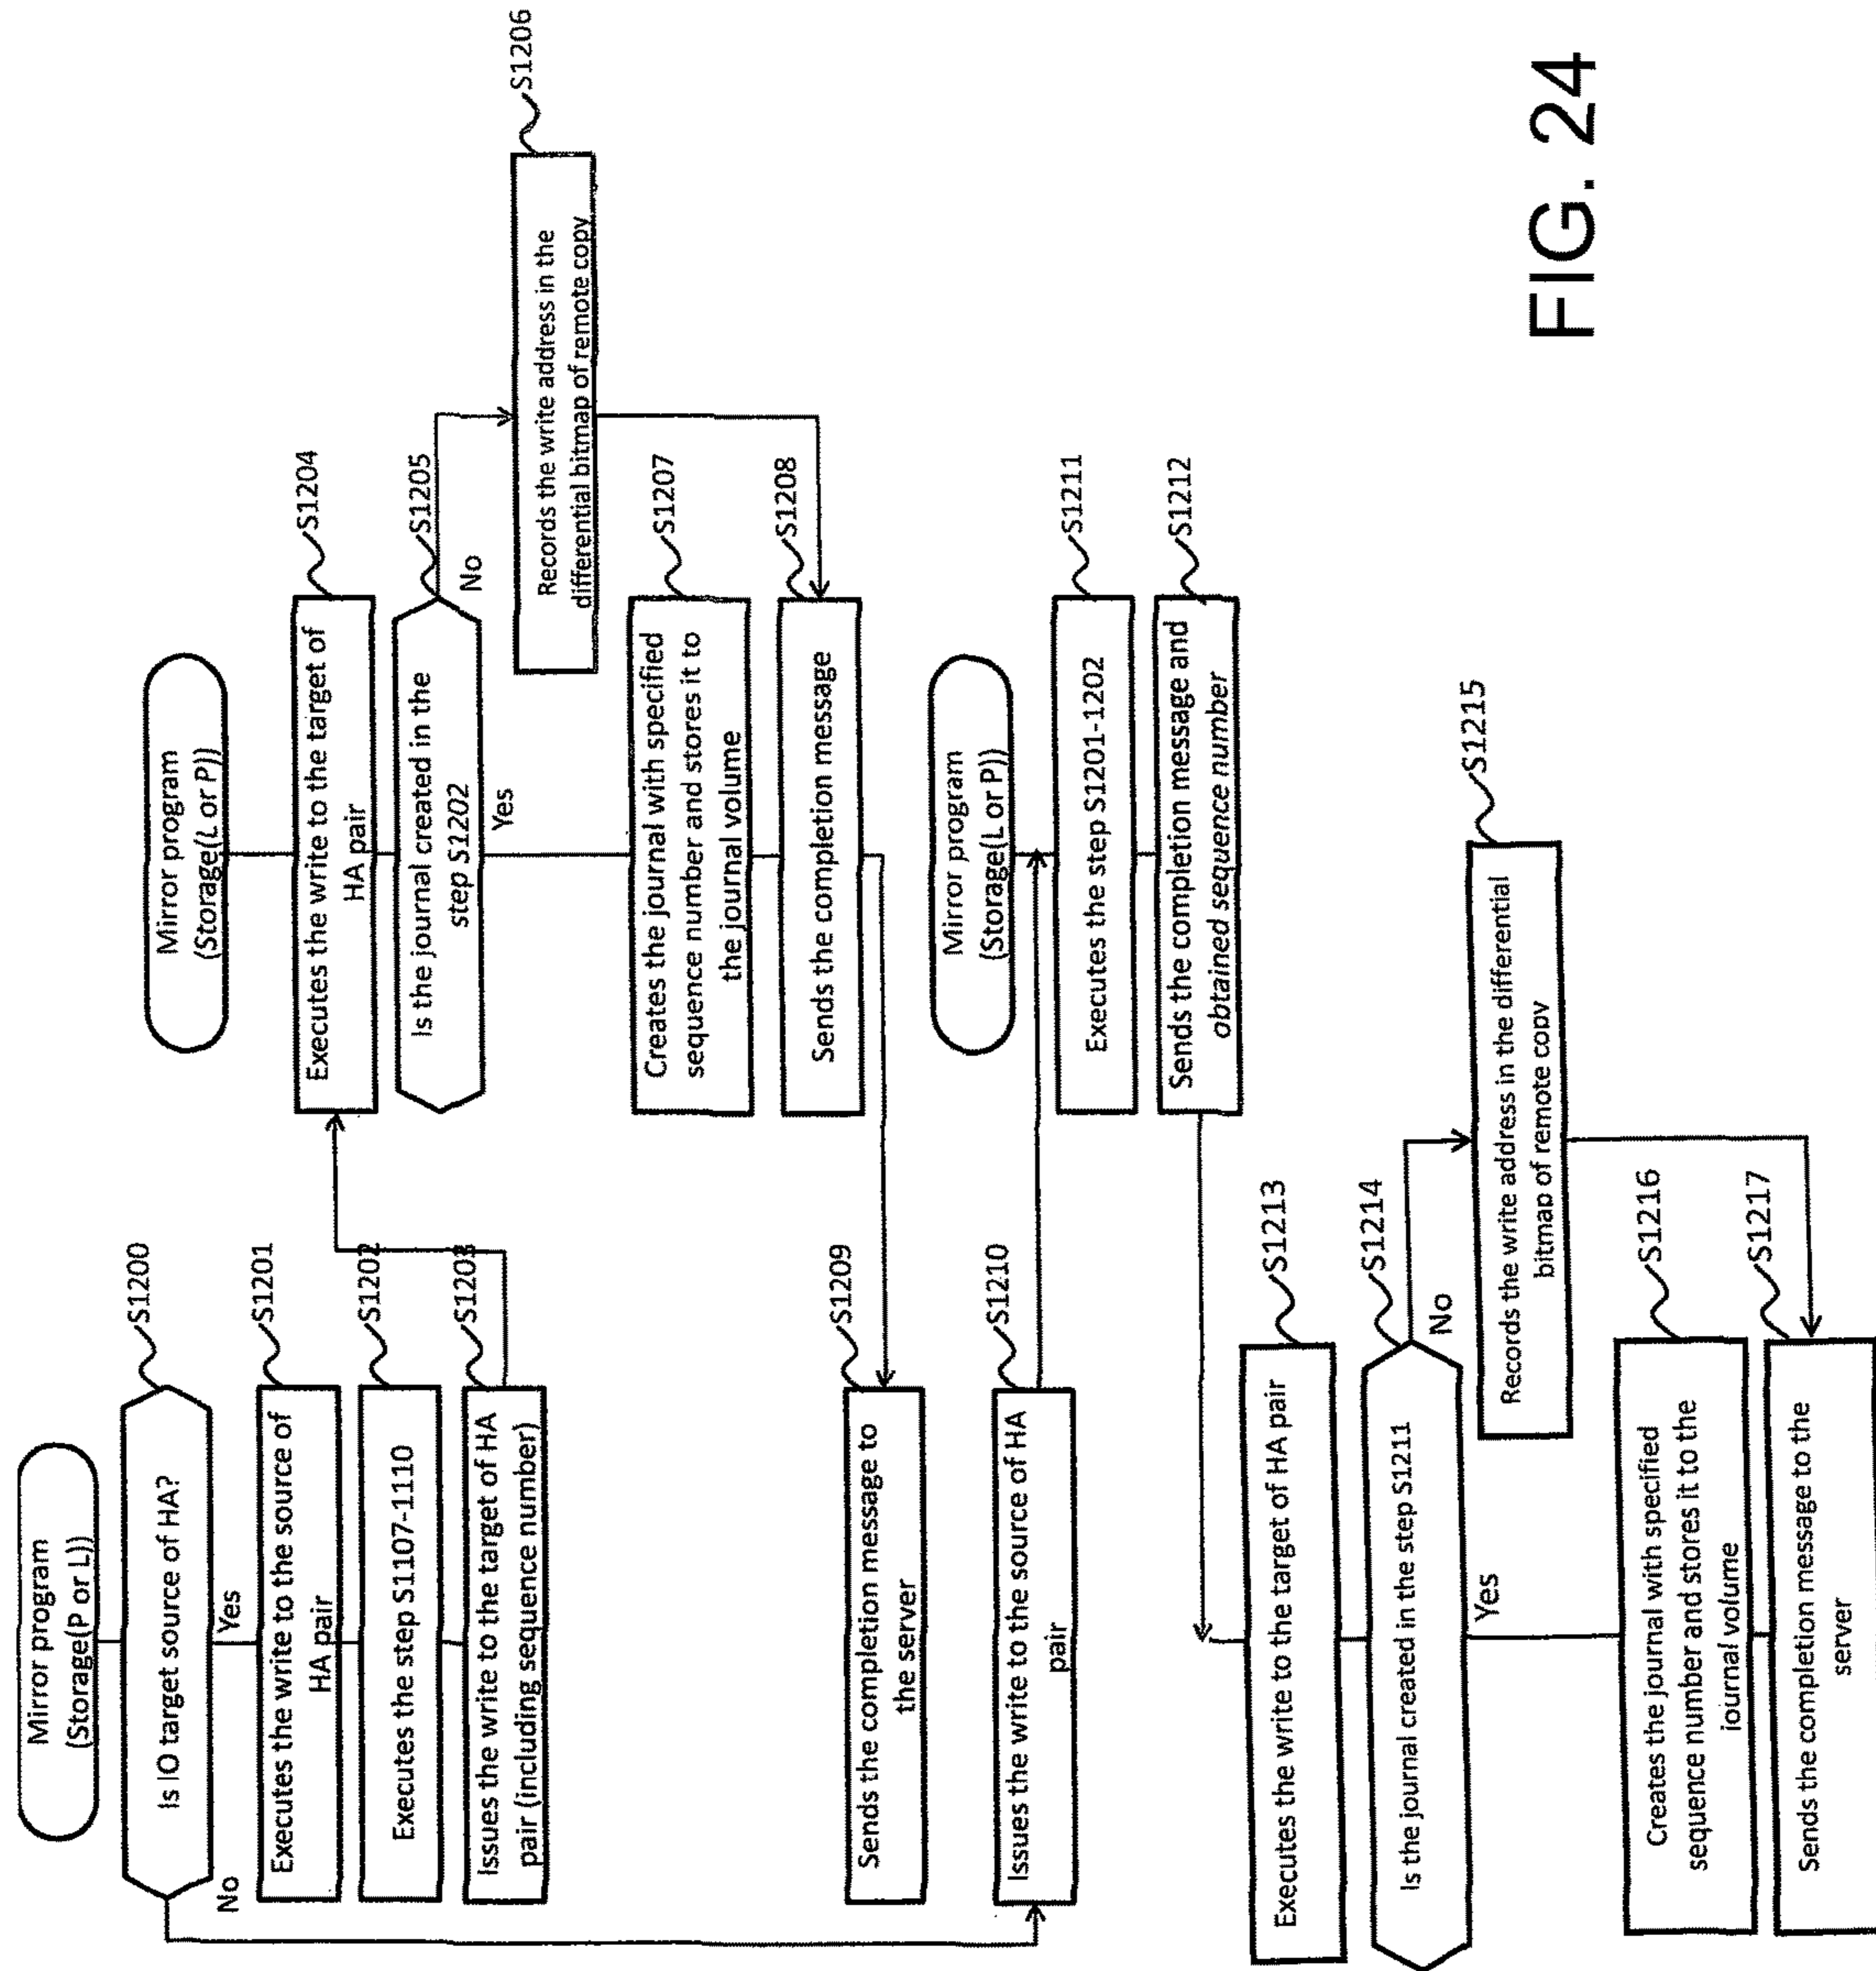 Mirror program
(Storage(P or L))
Is IO target source of HA?
S1200
Yes
No
Executes the write to the source of
HA pair
S1201
Executes the step S1107-1110
S1202
Issues the write to the target of HA
pair (including sequence number)
S1203
Mirror program
(Storage(L or P))
Executes the write to the target of
HA pair
S1204
Is the journal created in the
step S1202
S1205
No
Yes
Records the write address in the
differential bitmap of remote copy
S1206
Creates the journal with specified
sequence number and stores it to
the journal volume
S1207
Sends the completion message
S1208
Sends the completion message to
the server
S1209
Issues the write to the source of HA
pair
S1210
Mirror program
(Storage(L or P))
Executes the step S1201-1202
S1211
Sends the completion message and
obtained sequence number
S1212
Executes the write to the target of HA pair
S1213
Is the journal created in the step S1211
S1214
No
Yes
Records the write address in the differential
bitmap of remote copy
S1215
Creates the journal with specified
sequence number and stores it to the
journal volume
S1216
Sends the completion message to the
server
S1217
FIG. 24